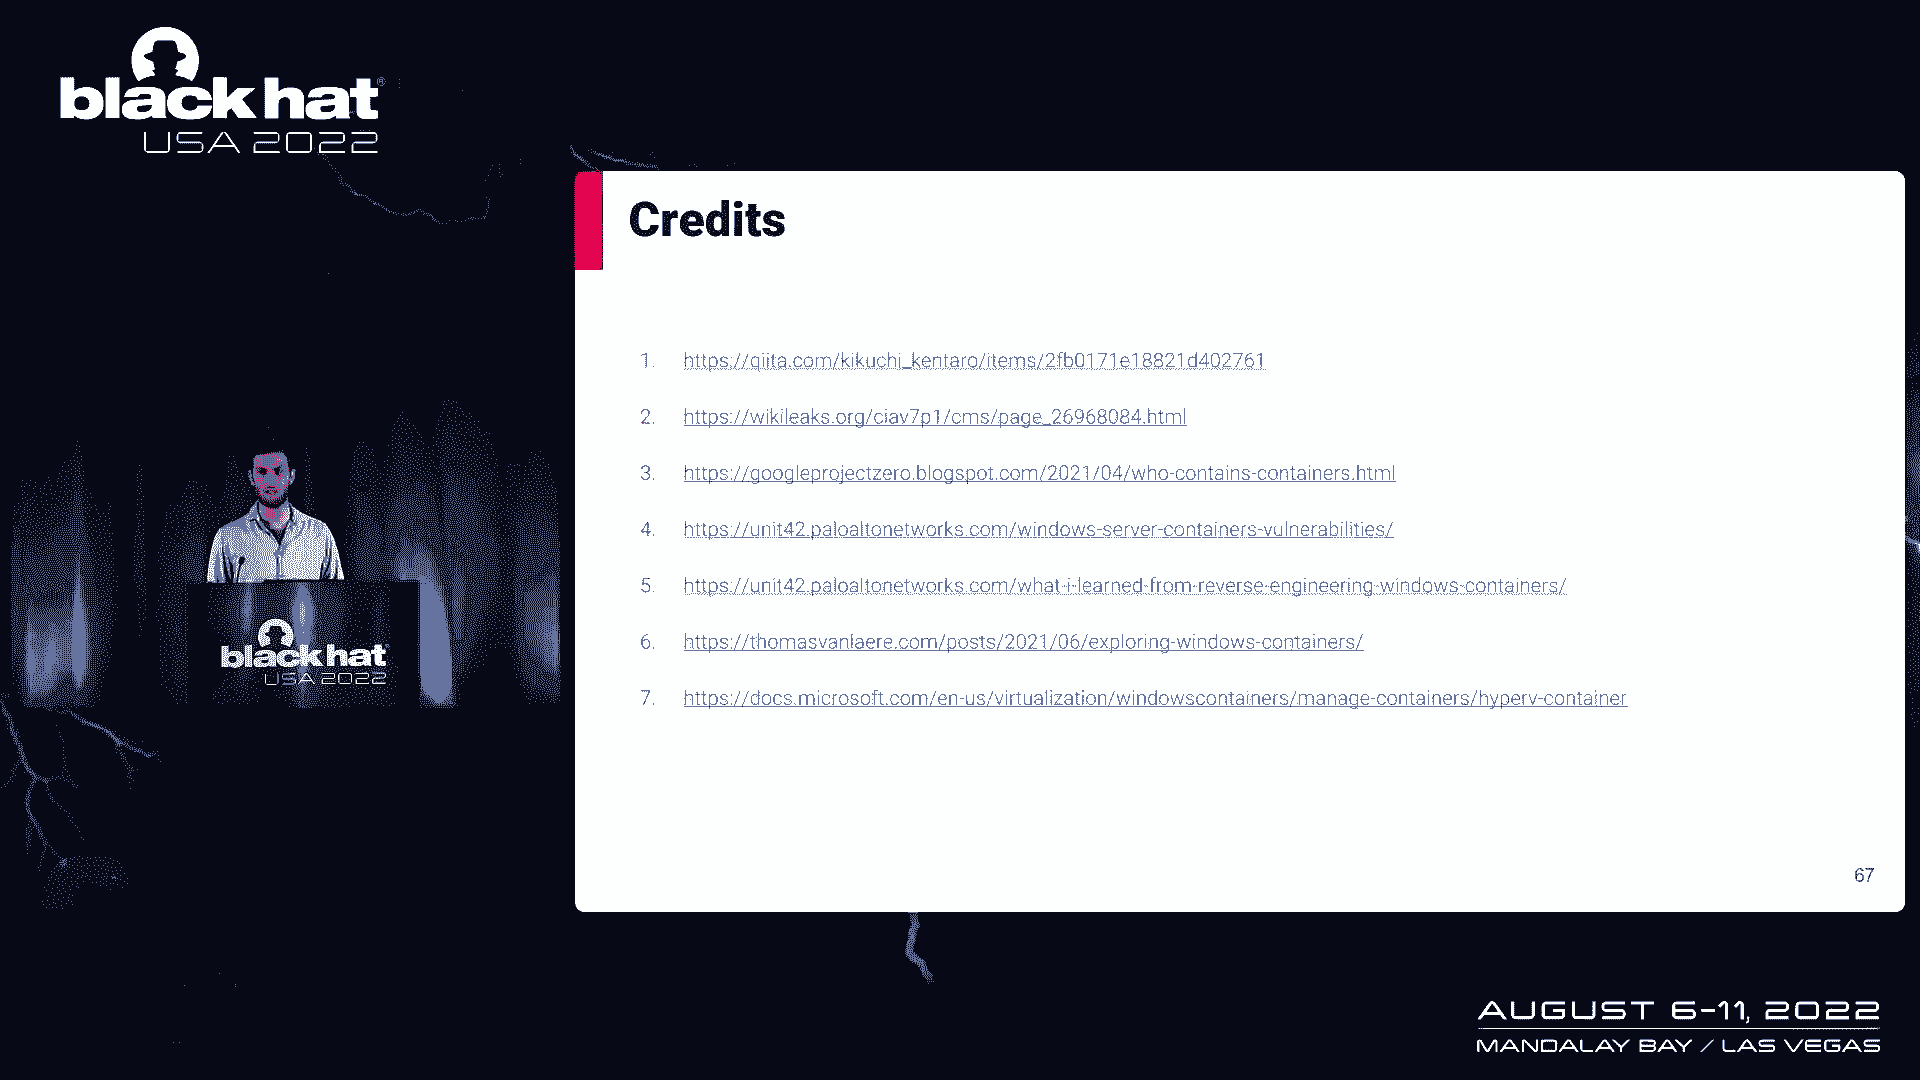 black hat
USA 2022
Credits
1. https://qiita.com/kikuchi_kentaro/items/2fb0171e18821d402761
2. https://wikileaks.org/ciav7p1/cms/page_26968084.html
3. https://googleprojectzero.blogspot.com/2021/04/who-contains-containers.html
4. https://unit42.paloaltonetworks.com/windows-server-containers-vulnerabilities/
5. https://unit42.paloaltonetworks.com/what-i-learned-from-reverse-engineering-windows-containers/
6. https://thomasvanlaere.com/posts/2021/06/exploring-windows-containers/
7. https://docs.microsoft.com/en-us/virtualization/windowscontainers/manage-containers/hyperv-container
67
black hat
USA 2022
AUGUST 6-11, 2022
MANDALAY BAY / LAS VEGAS